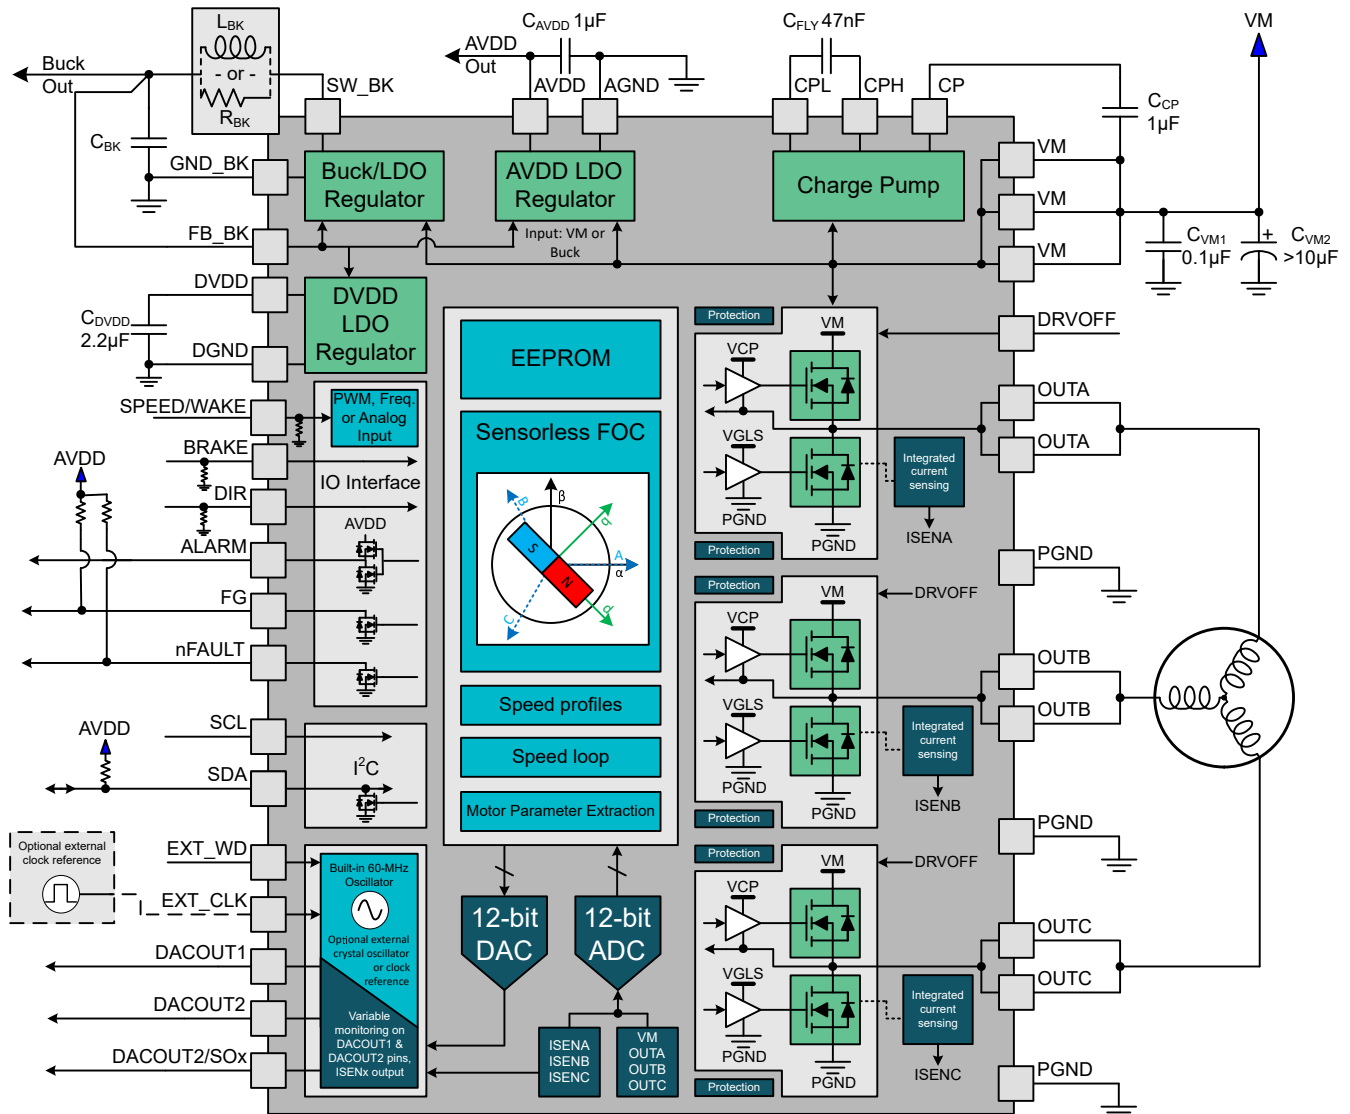 LBK
- or -
RBK
Buck
Out
SW_BK
CBK
GND_BK
FB_BK
CAVDD 1µF
AVDD
Out
AVDD
AGND
CFLY 47nF
CPL
CPH
CP
CCP
1µF
VM
VM
VM
VM
CVM1
0.1µF
+
CVM2
>10µF
Buck/LDO
Regulator
AVDD LDO
Regulator
Input: VM or
Buck
Charge Pump
DVDD
CDVDD
2.2µF
DGND
DVDD
LDO
Regulator
SPEED/WAKE
PWM, Freq.
or Analog
Input
BRAKE
AVDD
IO Interface
DIR
AVDD
ALARM
FG
nFAULT
SCL
AVDD
SDA
I2C
EEPROM
Sensorless FOC
β
B
q
S
A
α
N
C
d
Speed profiles
Speed loop
Motor Parameter Extraction
Optional external
clock reference
EXT_WD
EXT_CLK
Built-in 60-MHz
Oscillator
Optional external
crystal oscillator
or clock
reference
DACOUT1
DACOUT2
DACOUT2/SOx
Variable
monitoring on
DACOUT1 &
DACOUT2 pins,
ISENx output
12-bit
DAC
12-bit
ADC
ISENA
ISENB
ISENC
VM
OUTA
OUTB
OUTC
Protection
VM
DRVOFF
VCP
VGLS
PGND
PGND
Integrated
current
sensing
ISENA
OUTA
OUTA
PGND
Protection
Protection
VM
DRVOFF
VCP
VGLS
PGND
PGND
Integrated
current
sensing
ISENB
OUTB
OUTB
PGND
Protection
Protection
VM
DRVOFF
VCP
VGLS
PGND
PGND
Integrated
current
sensing
ISENC
OUTC
OUTC
PGND
Protection